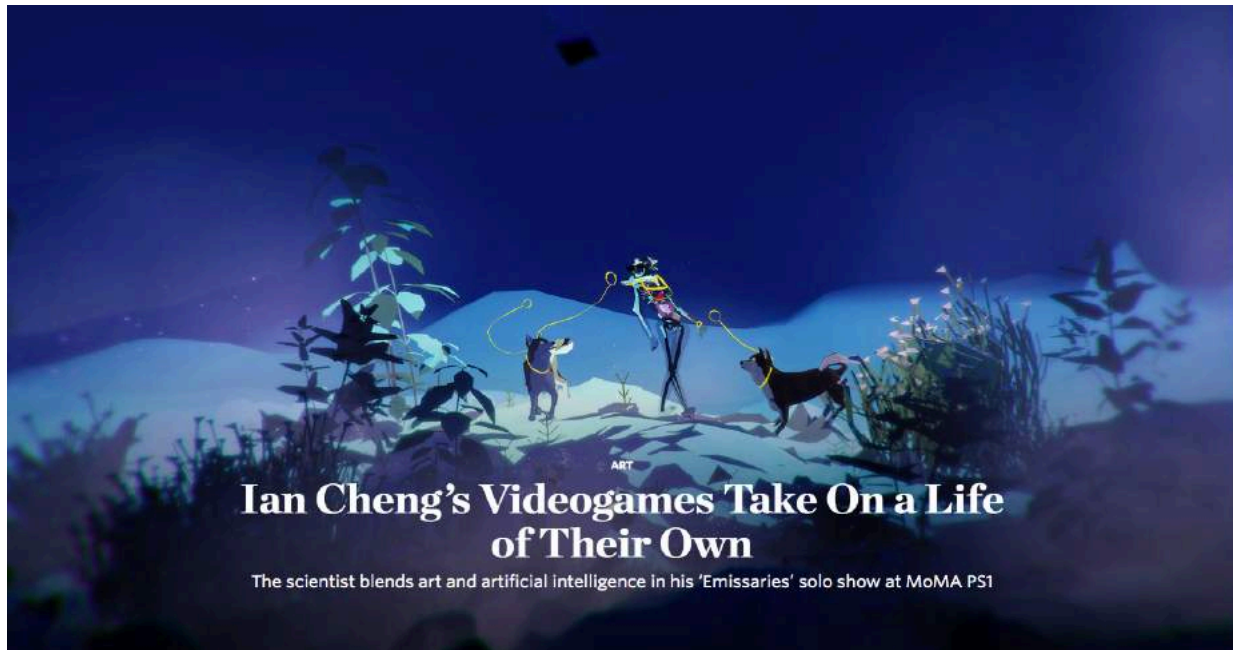 ART
Ian Cheng’s Videogames Take On a Life
of Their Own
The scientist blends art and artificial intelligence in his ‘Emissaries’ solo show at MoMA PS1